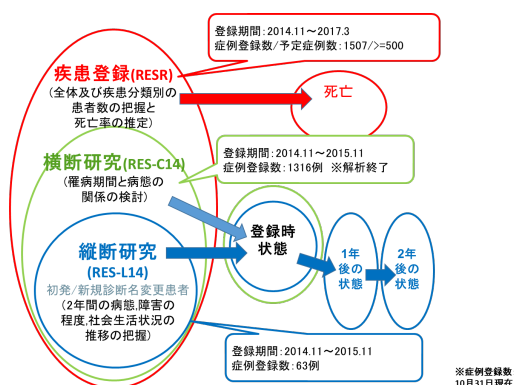 登録期間:2014.11~2017.3
症例登録数/予定症例数:1507/>=500
疾患登録(RESR)
(全体及び疾患分類別の
患者数の把握と
死亡率の推定)
死亡
登録期間:2014.11~2015.11
症例登録数:1316例 ※解析終了
横断研究(RES-C14)
(罹病期間と病態の
関係の検討)
登録時
状態
縦断研究
(RES-L14)
初発/新規診断名変更患者
(2年間の病態,障害の
程度,社会生活状況の
推移の把握)
1年
後の
状態
2年
後の
状態
登録期間:2014.11~2015.11
症例登録数:63例
※症例登録数
10月31日現在